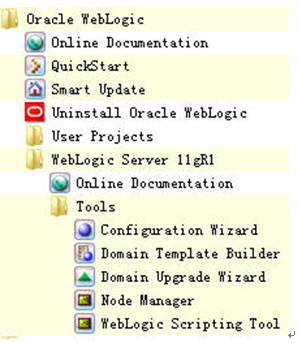 Oracle WebLogic
Online Documentation
QuickStart
Smart Update
Uninstall Oracle WebLogic
User Projects
WebLogic Server 11gR1
Online Documentation
Tools
Configuration Wizard
Domain Template Builder
Domain Upgrade Wizard
Node Manager
WebLogic Scripting Tool